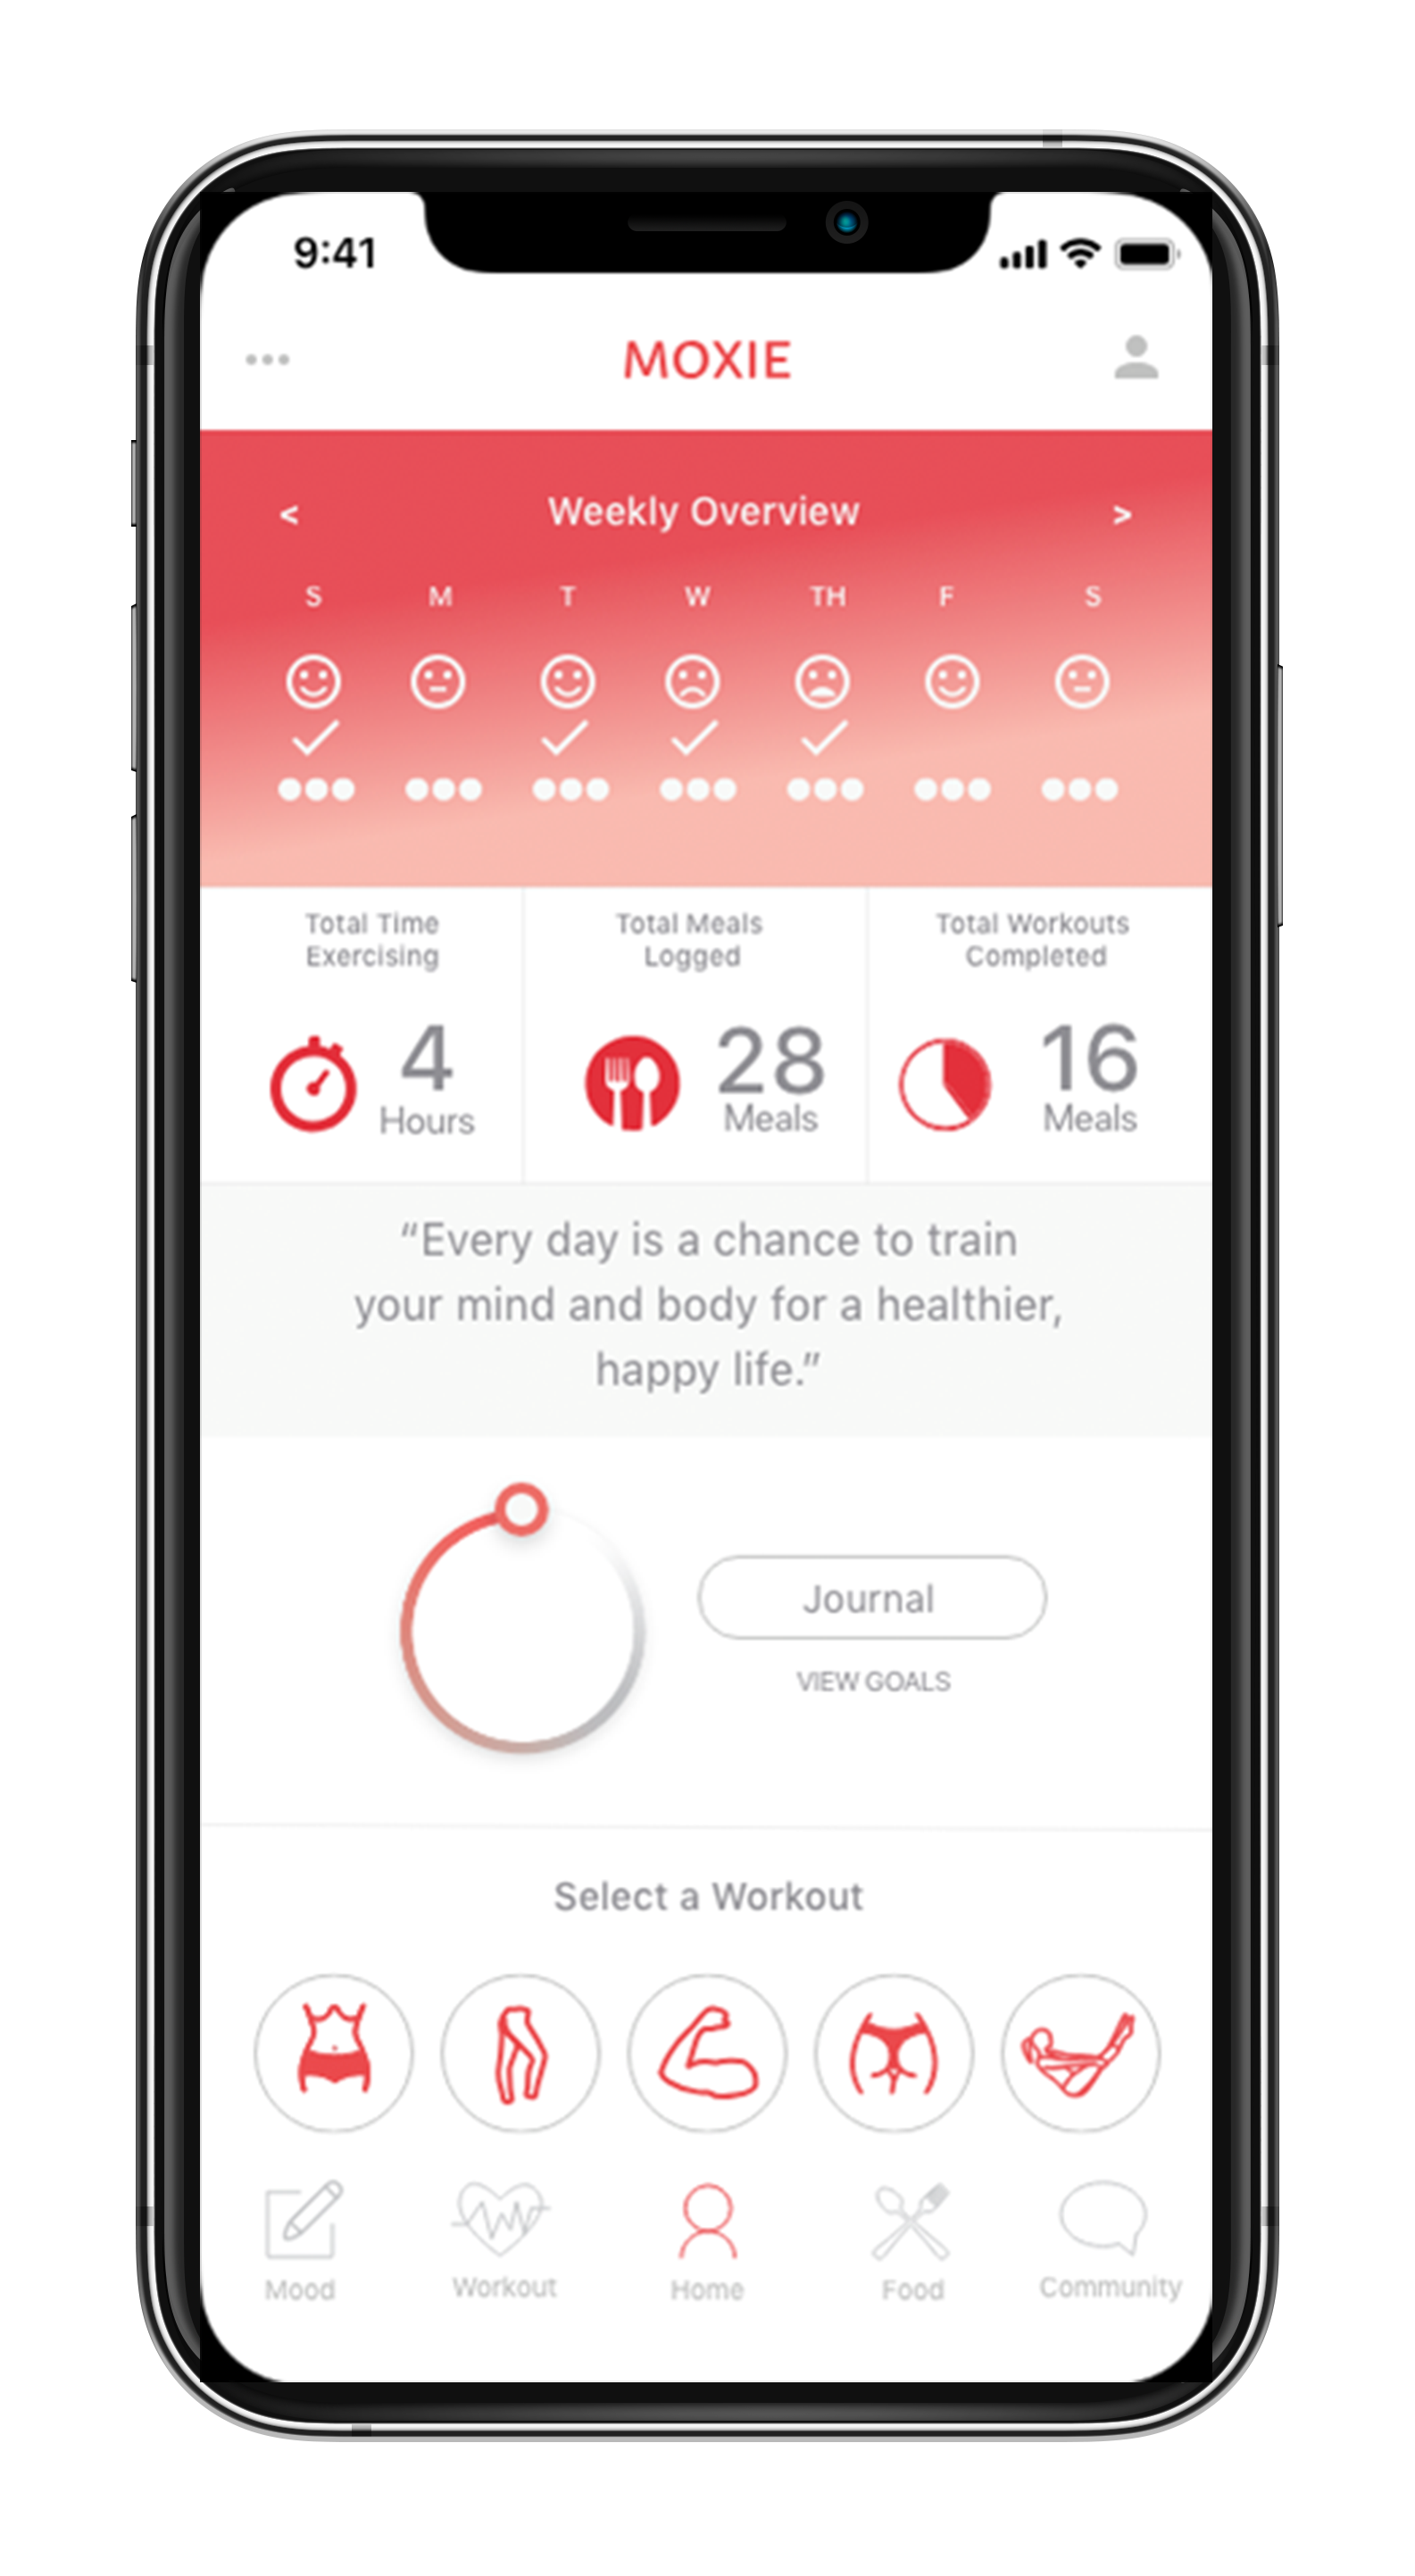 9:41
MOXIE
< Weekly Overview >
S M T W TH F S
Total Time
Exercising
4
Hours
Total Meals
Logged
28
Meals
Total Workouts
Completed
16
Meals
“Every day is a chance to train
your mind and body for a healthier,
happy life.”
Journal
VIEW GOALS
Select a Workout
Mood Workout Home Food Community